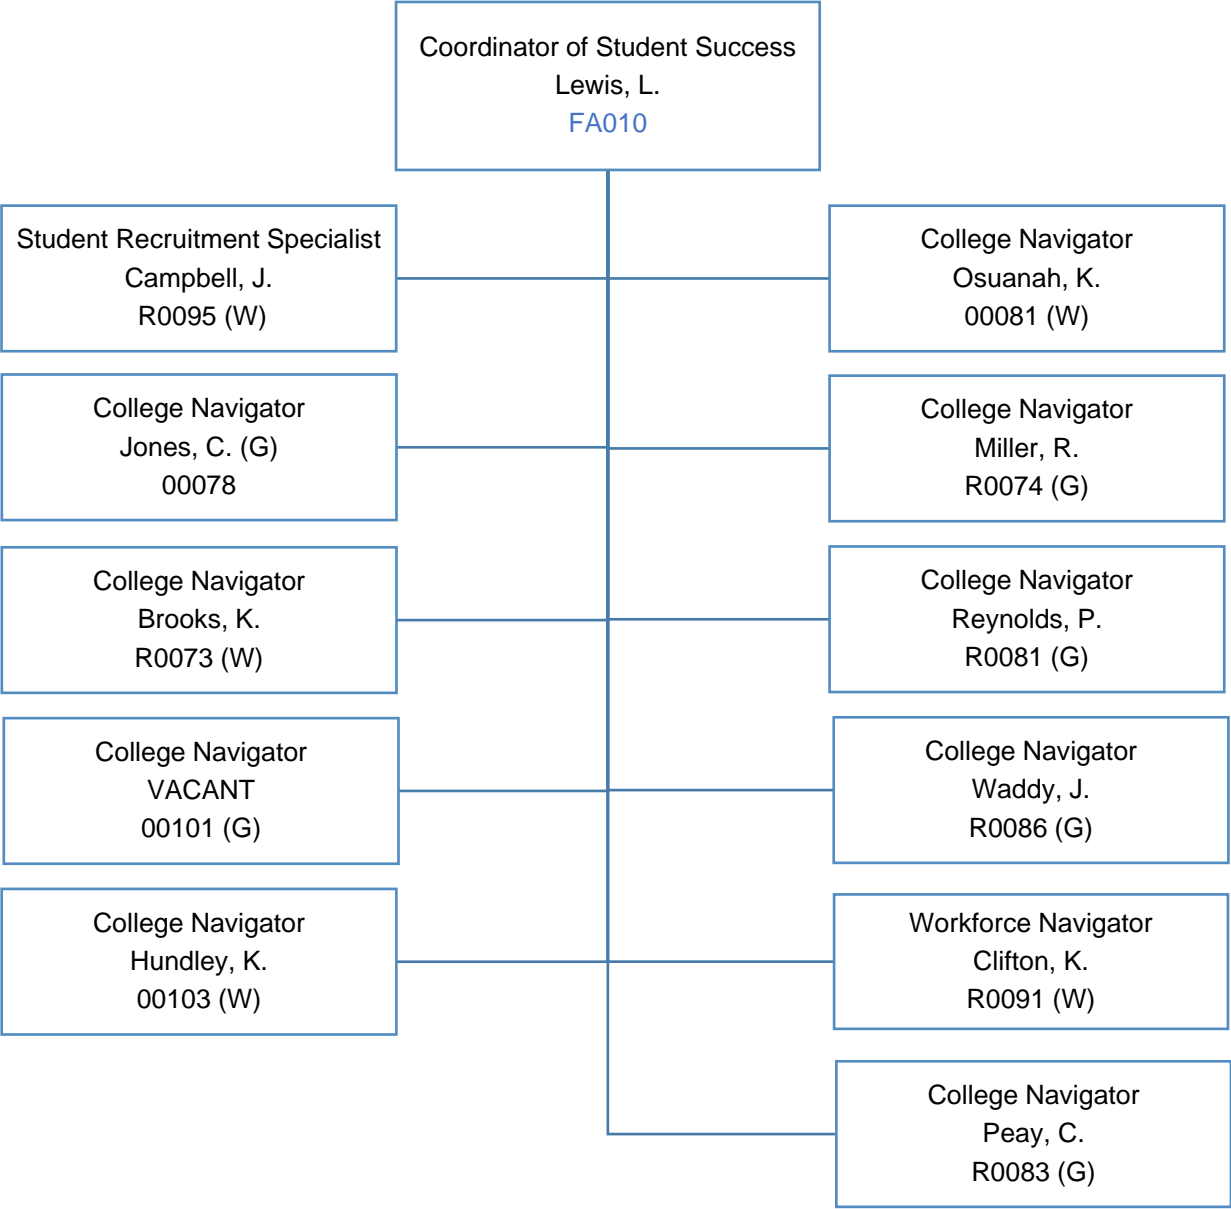 Coordinator of Student Success
Lewis, L.
FA010
Student Recruitment Specialist
Campbell, J.
R0095 (W)
College Navigator
Osuanah, K.
00081 (W)
College Navigator
Jones, C. (G)
00078
College Navigator
Miller, R.
R0074 (G)
College Navigator
Brooks, K.
R0073 (W)
College Navigator
Reynolds, P.
R0081 (G)
College Navigator
VACANT
00101 (G)
College Navigator
Waddy, J.
R0086 (G)
College Navigator
Hundley, K.
00103 (W)
Workforce Navigator
Clifton, K.
R0091 (W)
College Navigator
Peay, C.
R0083 (G)